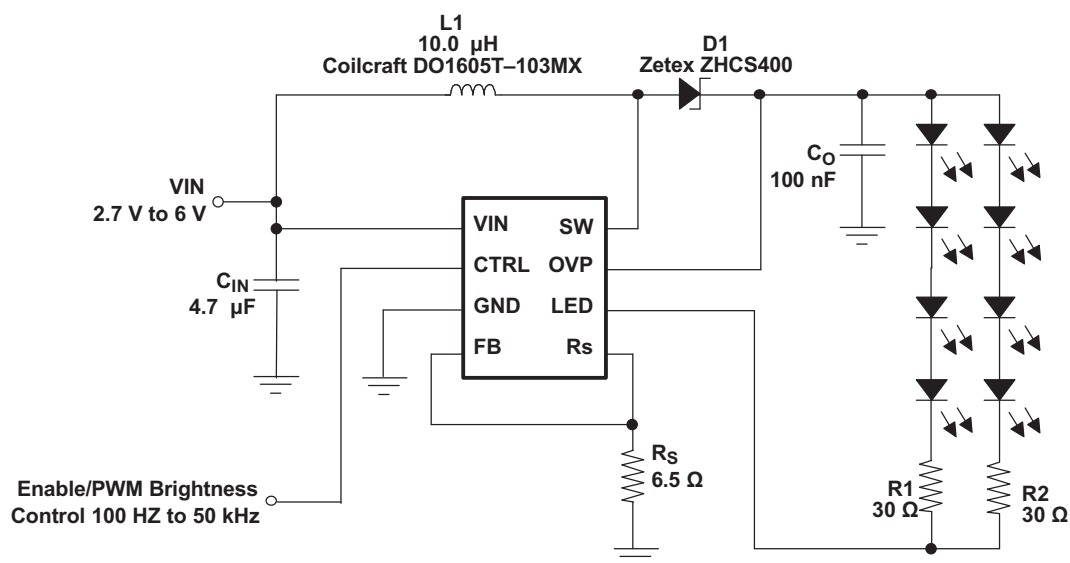 L1
10.0 µH
Coilcraft DO1605T–103MX
D1
Zetex ZHCS400
CO
100 nF
VIN
2.7 V to 6 V
CIN
4.7 µF
VIN
SW
CTRL
OVP
GND
LED
FB
Rs
RS
6.5 Ω
Enable/PWM Brightness
Control 100 HZ to 50 kHz
R1
30 Ω
R2
30 Ω